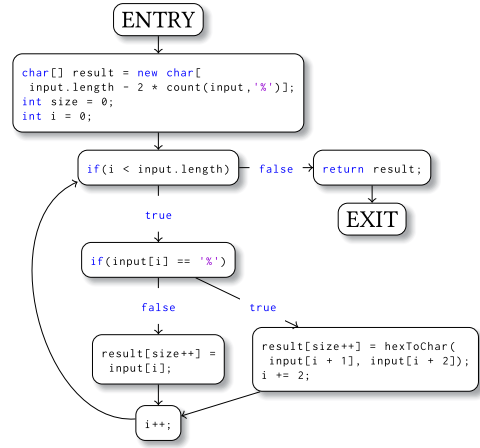 ENTRY
char[] result = new char[
input.length - 2 * count(input,'%')];
int size = 0;
int i = 0;
if(i < input.length)
false
return result;
true
EXIT
if(input[i] == '%')
false
true
result[size++] =
input[i];
result[size++] = hexToChar(
input[i + 1], input[i + 2]);
i += 2;
i++;